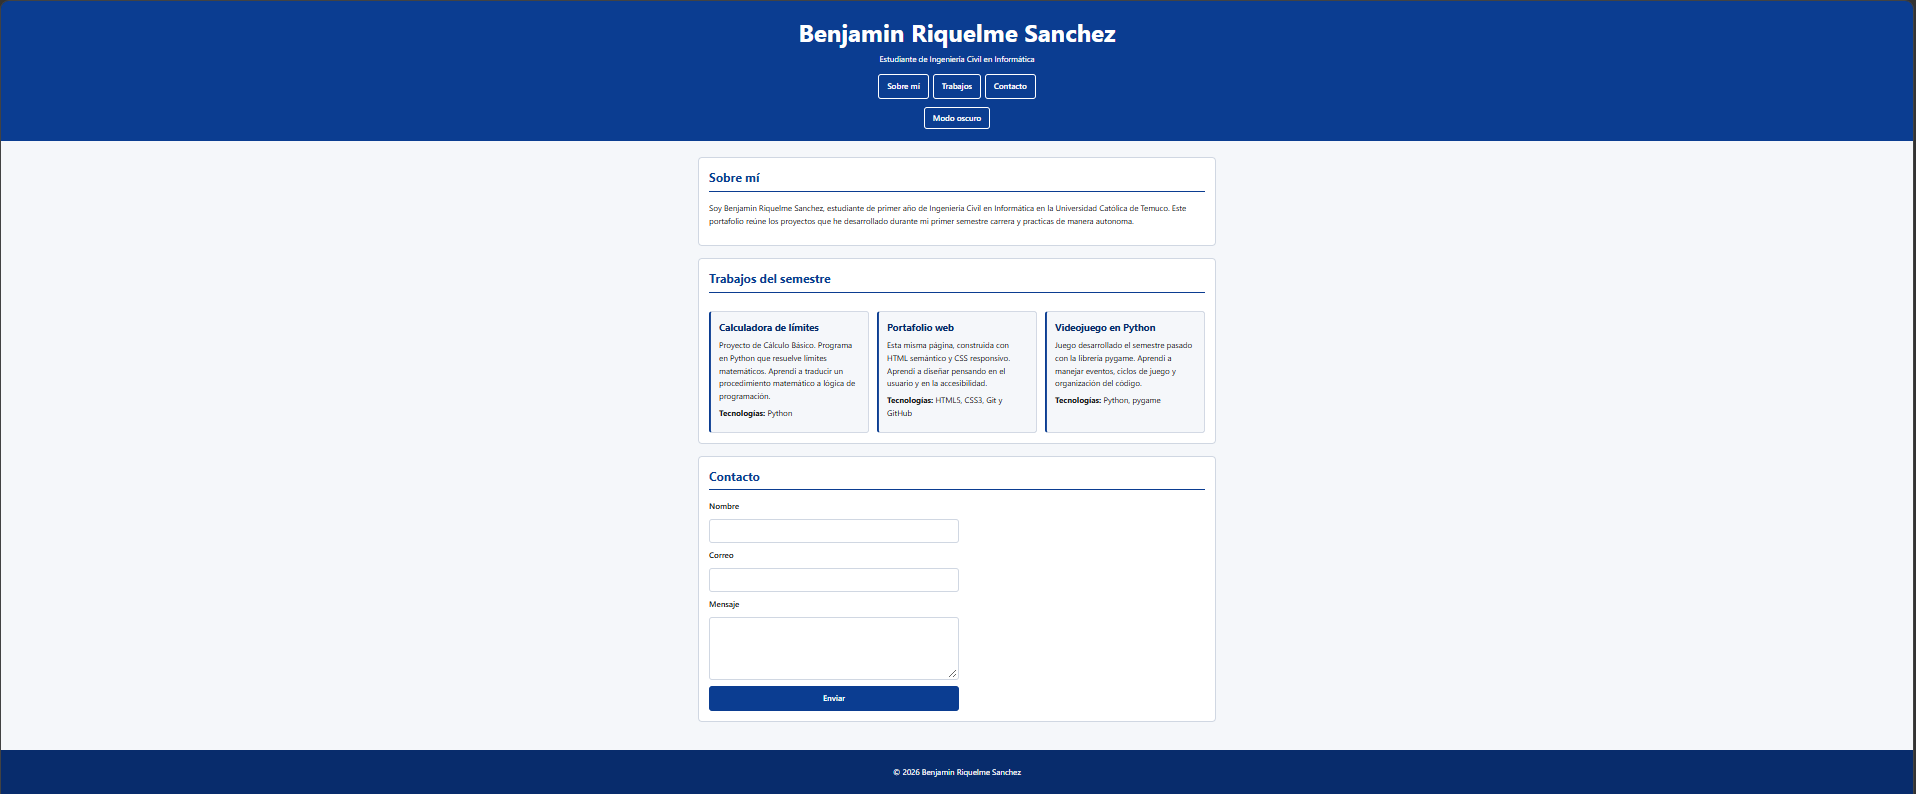 Benjamin Riquelme Sanchez
Estudiante de Ingeniería Civil en Informática
Sobre mí
Trabajos
Contacto
Modo oscuro
Sobre mí
Soy Benjamin Riquelme Sanchez, estudiante de primer año de Ingeniería Civil en Informática en la Universidad Católica de Temuco. Este
portafolio reúne los proyectos que he desarrollado durante mi primer semestre carrera y practicas de manera autonoma.
Trabajos del semestre
Calculadora de límites
Proyecto de Cálculo Básico. Programa
en Python que resuelve límites
matemáticos. Aprendí a traducir un
procedimiento matemático a lógica de
programación.
Tecnologías: Python
Portafolio web
Esta misma página, construida con
HTML semántico y CSS responsivo.
Aprendí a diseñar pensando en el
usuario y en la accesibilidad.
Tecnologías: HTML5, CSS3, Git y
GitHub
Videojuego en Python
Juego desarrollado el semestre pasado
con la librería pygame. Aprendí a
manejar eventos, ciclos de juego y
organización del código.
Tecnologías: Python, pygame
Contacto
Nombre
Correo
Mensaje
Enviar
© 2026 Benjamin Riquelme Sanchez